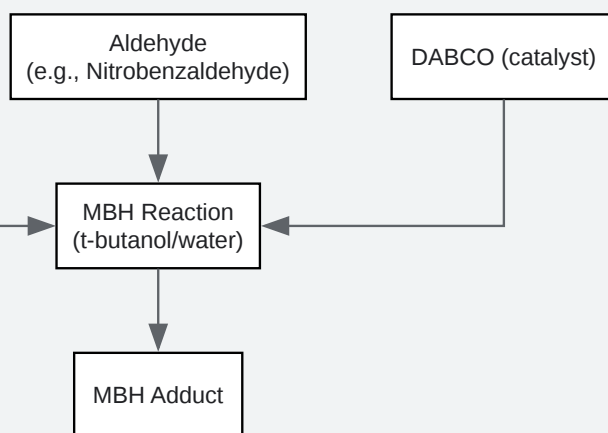 Aldehyde
(e.g., Nitrobenzaldehyde)
DABCO (catalyst)
MBH Reaction
(t-butanol/water)
MBH Adduct